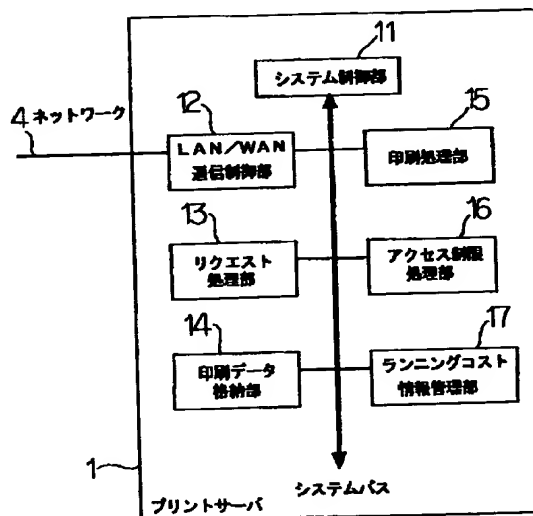 11
システム制御部
4 ネットワーク
12
LAN/WAN
通信制御部
15
印刷処理部
13
リクエスト
処理部
16
アクセス制限
処理部
14
印刷データ
格納部
17
ランニングコスト
情報管理部
1
プリントサーバ
システムバス